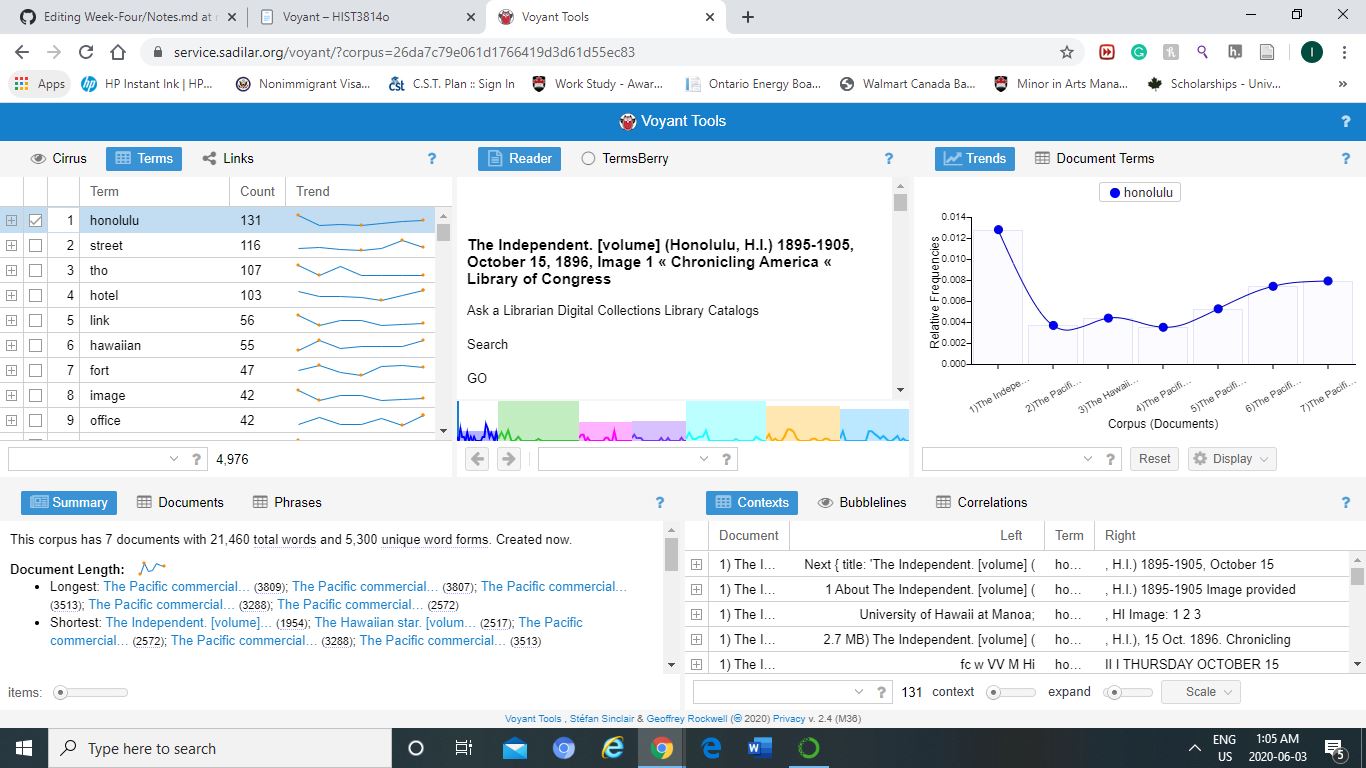 Editing Week-Four/Notes.md at
Voyant – HIST3814o
Voyant Tools
service.sadilar.org/voyant/?corpus=26da7c79e061d1766419d3d61d55ec83
Apps
HP Instant Ink | HP...
Nonimmigrant Visa...
C.S.T. Plan :: Sign In
Work Study - Awar...
Ontario Energy Boa...
Walmart Canada Ba...
Minor in Arts Mana...
Scholarships - Univ...
Voyant Tools
Cirrus Terms Links
Term Count Trend
1 honolulu 131
2 street 116
3 tho 107
4 hotel 103
5 link 56
6 hawaiian 55
7 fort 47
8 image 42
9 office 42
4,976
Reader TermsBerry
The Independent. [volume] (Honolulu, H.I.) 1895-1905,
October 15, 1896, Image 1 « Chronicling America «
Library of Congress
Ask a Librarian Digital Collections Library Catalogs
Search
GO
Trends Document Terms
honolulu
Relative Frequencies
0.014
0.012
0.010
0.008
0.006
0.004
0.002
0.000
1)The Indepe...
2)The Pacifi...
3)The Hawaii...
4)The Pacifi...
5)The Pacifi...
6)The Pacifi...
7)The Pacifi...
Corpus (Documents)
Reset Display
Summary Documents Phrases
This corpus has 7 documents with 21,460 total words and 5,300 unique word forms. Created now.
Document Length:
Longest: The Pacific commercial... (3809); The Pacific commercial... (3807); The Pacific commercial...
(3513); The Pacific commercial... (3288); The Pacific commercial... (2572)
Shortest: The Independent. [volume]... (1954); The Hawaiian star. [volum... (2517); The Pacific
commercial... (2572); The Pacific commercial... (3288); The Pacific commercial... (3513)
items:
Contexts Bubblelines Correlations
Document Left Term Right
1) The I... Next { title: 'The Independent. [volume] ( ho... , H.I.) 1895-1905, October 15
1) The I... 1 About The Independent. [volume] ( ho... , H.I.) 1895-1905 Image provided
1) The I... University of Hawaii at Manoa; ho... , HI Image: 1 2 3
1) The I... 2.7 MB) The Independent. [volume] ( ho... , H.I.), 15 Oct. 1896. Chronicling
1) The I... fc w VV M Hi ho... II I THURSDAY OCTOBER 15
131 context expand Scale
Voyant Tools , Stéfan Sinclair & Geoffrey Rockwell (© 2020) Privacy v. 2.4 (M36)
Type here to search
ENG
US
1:05 AM
2020-06-03
5